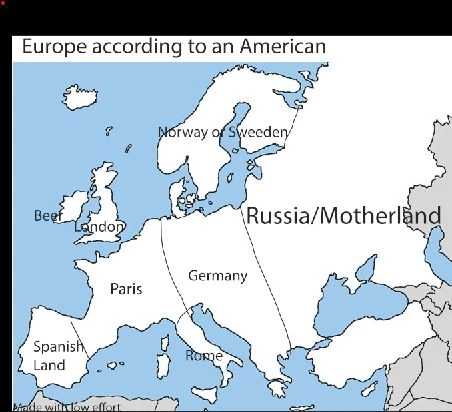 Europe according to an American
Norway or Sweeden
Beef
London
Russia/Motherland
Paris
Germany
Spanish
Land
Rome
Made with low effort